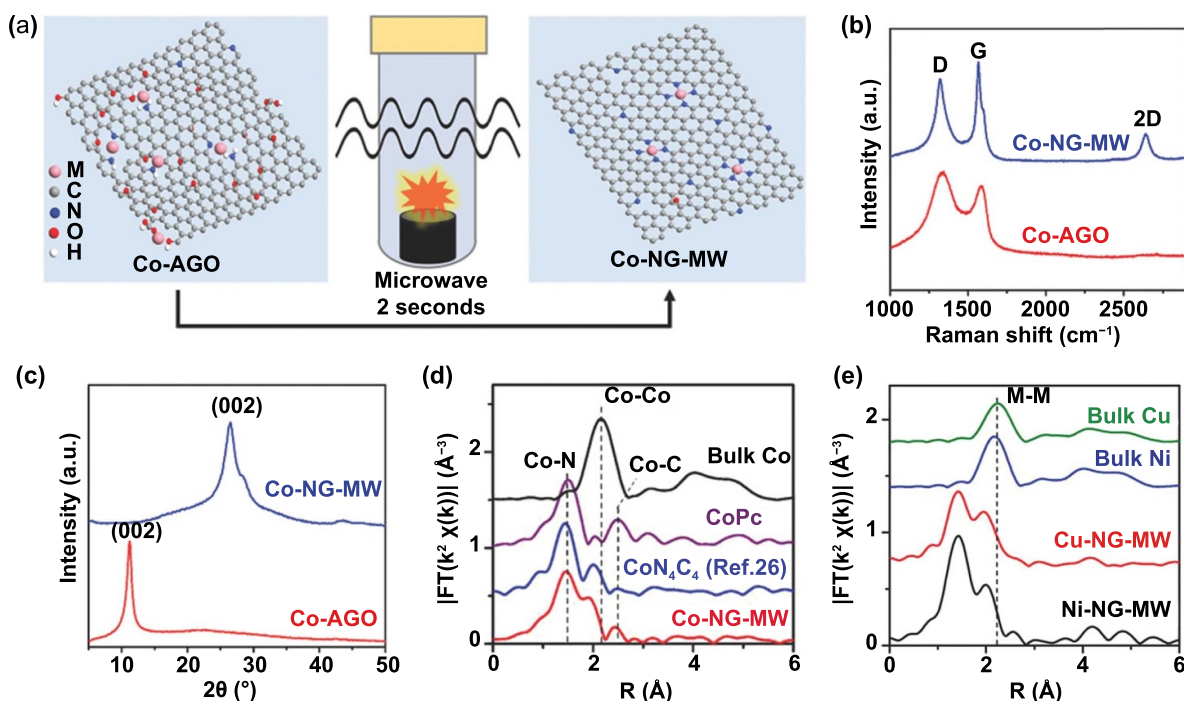 (a)
M
C
N
O
H
Co-AGO
Microwave
2 seconds
Co-NG-MW
(b)
Intensity (a.u.)
D
G
2D
Co-NG-MW
Co-AGO
1000
1500
2000
2500
Raman shift (cm⁻¹)
(c)
Intensity (a.u.)
(002)
Co-NG-MW
(002)
Co-AGO
10
20
30
40
50
2θ (°)
(d)
|FT(k² χ(k))| (Å⁻³)
2
1
0
Co-Co
Co-N
Co-C
Bulk Co
CoPc
CoN₄C₄ (Ref.26)
Co-NG-MW
0
2
4
6
R (Å)
(e)
|FT(k² χ(k))| (Å⁻³)
2
1
0
M-M
Bulk Cu
Bulk Ni
Cu-NG-MW
Ni-NG-MW
0
2
4
6
R (Å)